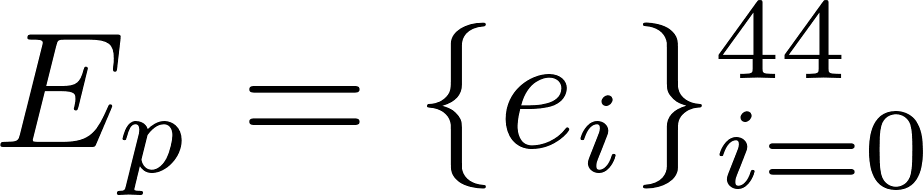 E_p = \{e_i\}_{i=0}^{44}